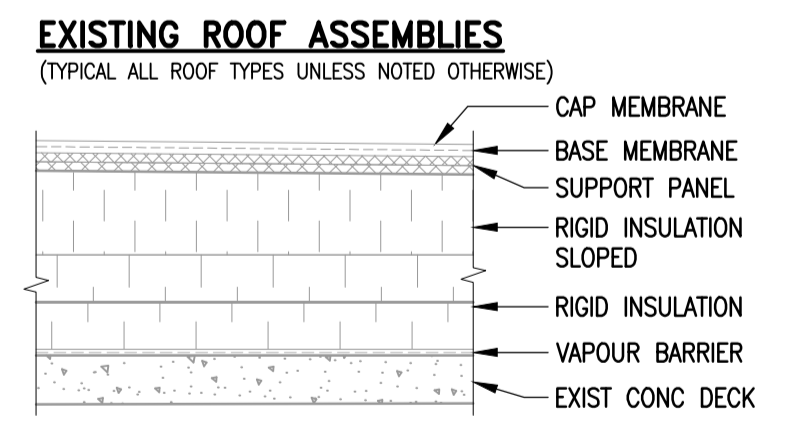 EXISTING ROOF ASSEMBLIES
(TYPICAL ALL ROOF TYPES UNLESS NOTED OTHERWISE)
CAP MEMBRANE
BASE MEMBRANE
SUPPORT PANEL
RIGID INSULATION
SLOPED
RIGID INSULATION
VAPOUR BARRIER
EXIST CONC DECK